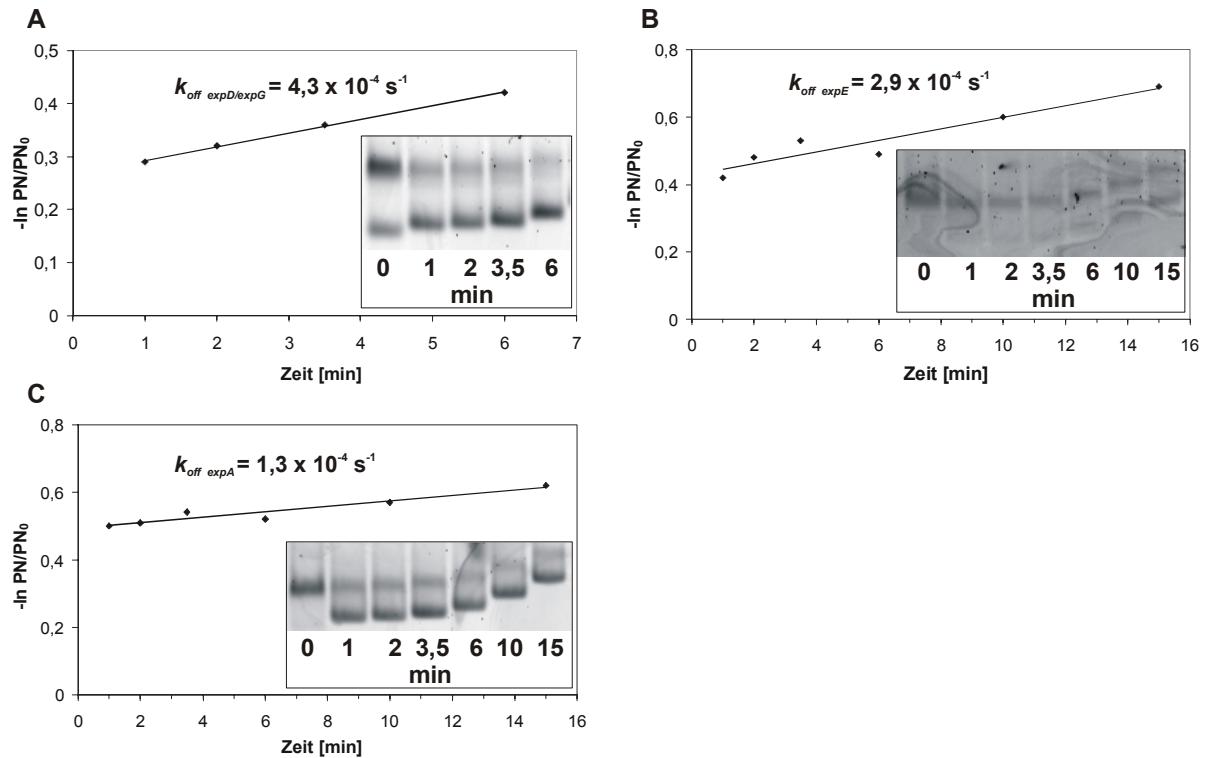 A
0,5
0,4
0,3
0,2
0,1
0
-ln PN/PN0
k off expD/expG = 4,3 x 10-4 s-1
0 1 2 3,5 6
min
0 1 2 3 4 5 6 7
Zeit [min]
B
0,8
0,6
0,4
0,2
0
-ln PN/PN0
k off expE = 2,9 x 10-4 s-1
0 1 2 3,5 6 10 15
min
0 2 4 6 8 10 12 14 16
Zeit [min]
C
0,8
0,6
0,4
0,2
0
-ln PN/PN0
k off expA = 1,3 x 10-4 s-1
0 1 2 3,5 6 10 15
min
0 2 4 6 8 10 12 14 16
Zeit [min]